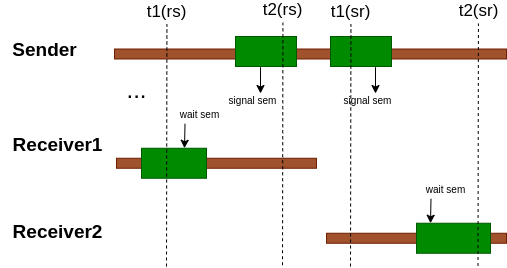 t1(rs)
t2(rs)
t1(sr)
t2(sr)
Sender
...
signal sem
signal sem
wait sem
Receiver1
wait sem
Receiver2